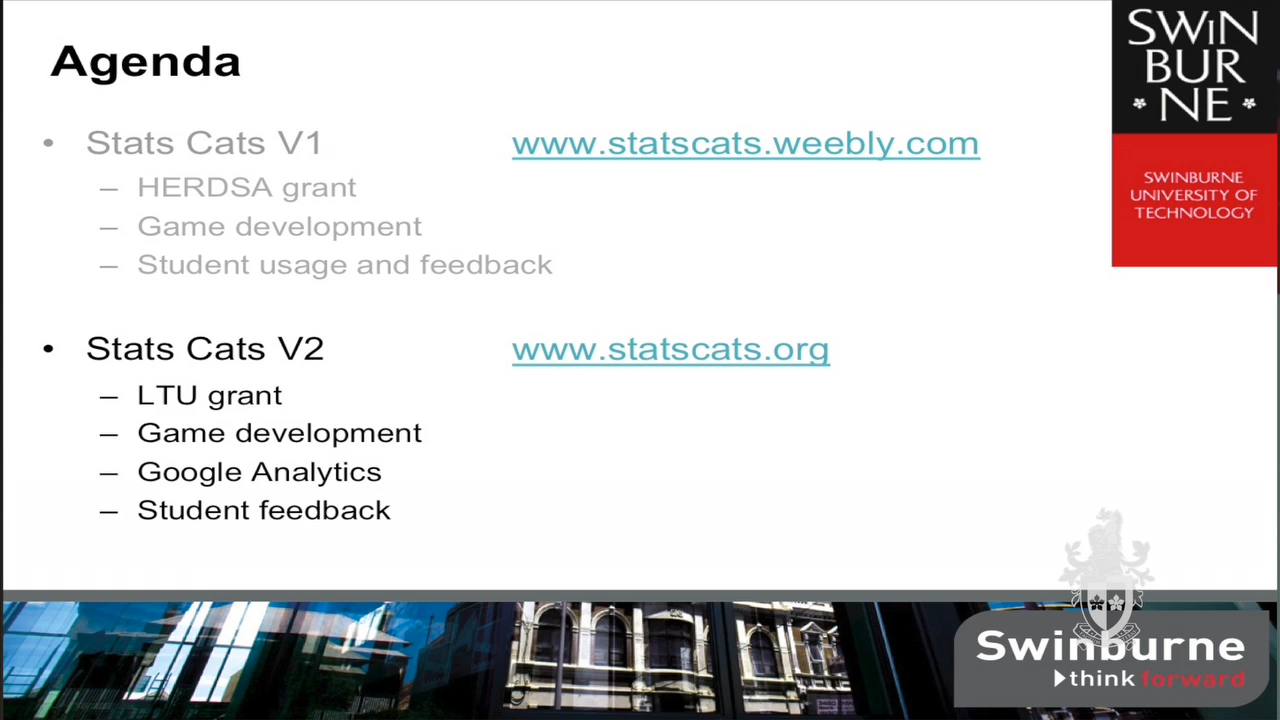 Agenda
• Stats Cats V1 www.statscats.weebly.com
– HERDSA grant
– Game development
– Student usage and feedback
• Stats Cats V2 www.statscats.org
– LTU grant
– Game development
– Google Analytics
– Student feedback
SWIN
BUR
NE
SWINBURNE
UNIVERSITY OF
TECHNOLOGY
Swinburne
think forward